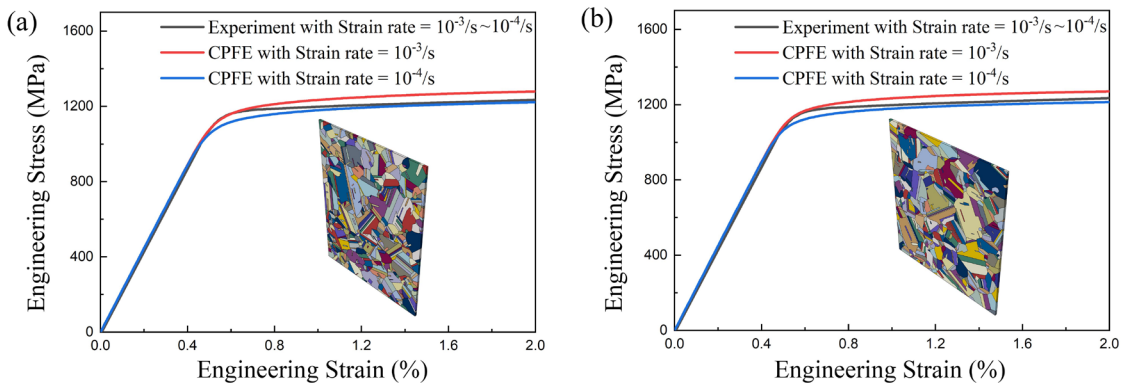 (a)
Experiment with Strain rate = 10⁻³/s~10⁻⁴/s
CPFE with Strain rate = 10⁻³/s
CPFE with Strain rate = 10⁻⁴/s
Engineering Stress (MPa)
1600
1200
800
400
0
0.0 0.4 0.8 1.2 1.6 2.0
Engineering Strain (%)
(b)
Experiment with Strain rate = 10⁻³/s~10⁻⁴/s
CPFE with Strain rate = 10⁻³/s
CPFE with Strain rate = 10⁻⁴/s
Engineering Stress (MPa)
1600
1200
800
400
0
0.0 0.4 0.8 1.2 1.6 2.0
Engineering Strain (%)